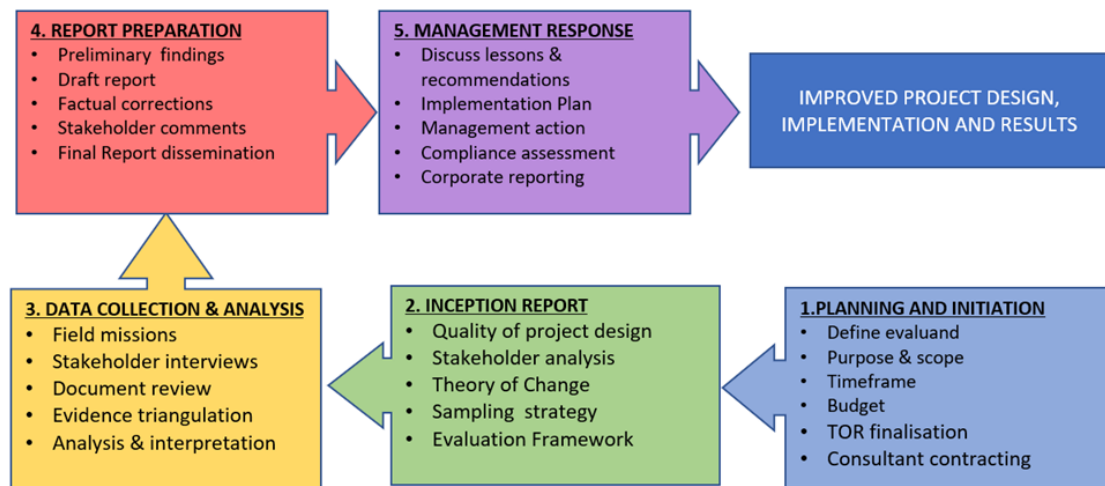 4. REPORT PREPARATION
• Preliminary findings
• Draft report
• Factual corrections
• Stakeholder comments
• Final Report dissemination
5. MANAGEMENT RESPONSE
• Discuss lessons &
recommendations
• Implementation Plan
• Management action
• Compliance assessment
• Corporate reporting
IMPROVED PROJECT DESIGN,
IMPLEMENTATION AND RESULTS
3. DATA COLLECTION & ANALYSIS
• Field missions
• Stakeholder interviews
• Document review
• Evidence triangulation
• Analysis & interpretation
2. INCEPTION REPORT
• Quality of project design
• Stakeholder analysis
• Theory of Change
• Sampling strategy
• Evaluation Framework
1.PLANNING AND INITIATION
• Define evaluand
• Purpose & scope
• Timeframe
• Budget
• TOR finalisation
• Consultant contracting